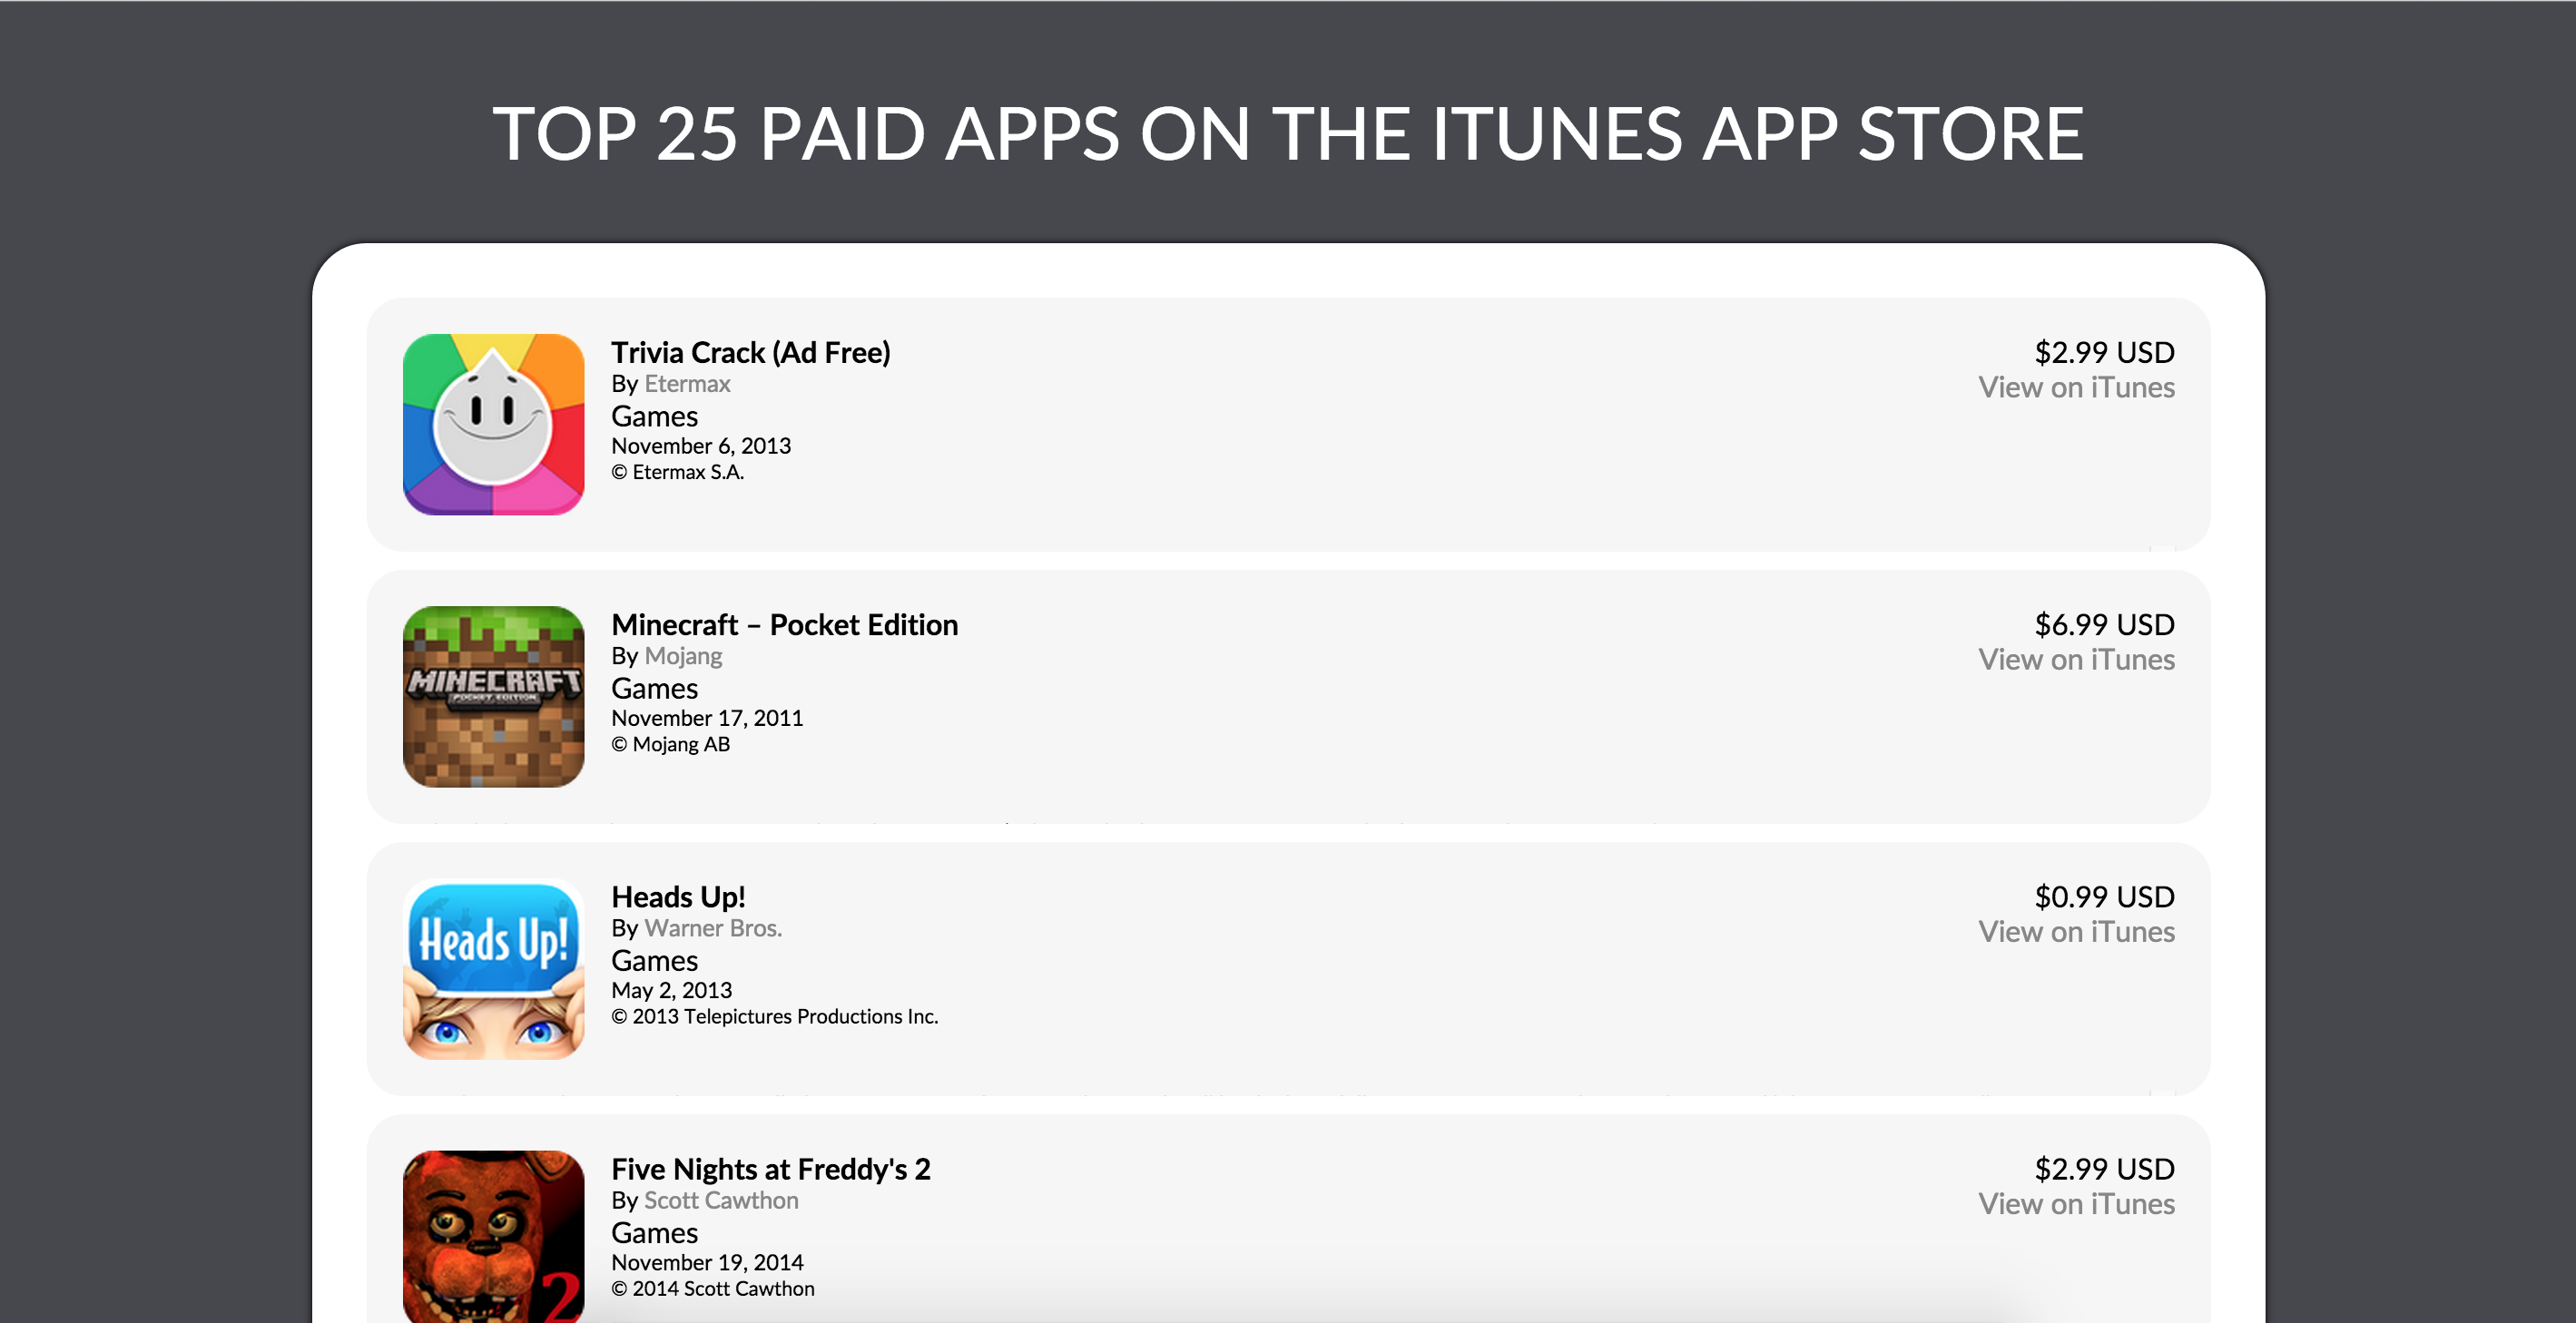 TOP 25 PAID APPS ON THE ITUNES APP STORE
Trivia Crack (Ad Free)
$2.99 USD
By Etermax
View on iTunes
Games
November 6, 2013
© Etermax S.A.
MINECRAFT
POCKET EDITION
Minecraft – Pocket Edition
$6.99 USD
By Mojang
View on iTunes
Games
November 17, 2011
© Mojang AB
Heads Up!
Heads Up!
$0.99 USD
By Warner Bros.
View on iTunes
Games
May 2, 2013
© 2013 Telepictures Productions Inc.
2
Five Nights at Freddy's 2
$2.99 USD
By Scott Cawthon
View on iTunes
Games
November 19, 2014
© 2014 Scott Cawthon